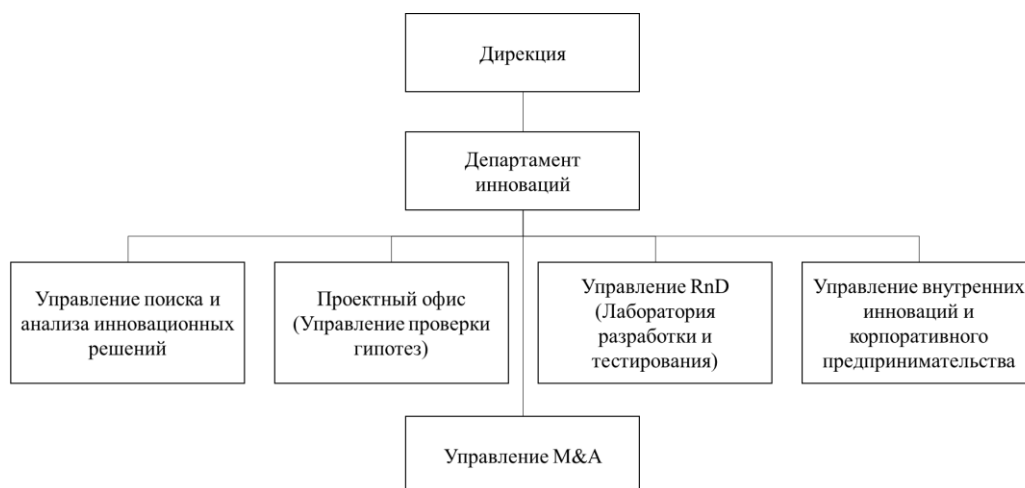 Дирекция
Департамент
инноваций
Управление поиска и
анализа инновационных
решений
Проектный офис
(Управление проверки
гипотез)
Управление RnD
(Лаборатория
разработки и
тестирования)
Управление внутренних
инноваций и
корпоративного
предпринимательства
Управление M&A